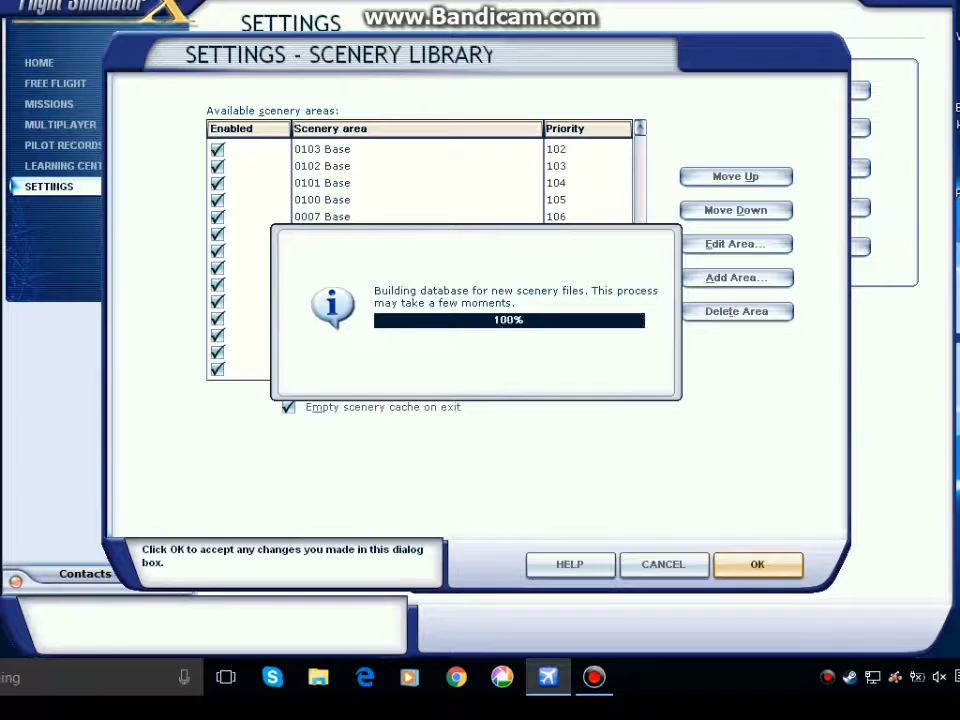 Flight Simulator X
www.Bandicam.com
SETTINGS
SETTINGS - SCENERY LIBRARY
HOME
FREE FLIGHT
MISSIONS
MULTIPLAYER
PILOT RECORDS
LEARNING CENT
SETTINGS
Available scenery areas:
Enabled Scenery area Priority
0103 Base 102
0102 Base 103
0101 Base 104
0100 Base 105
0007 Base 106
Move Up
Move Down
Edit Area...
Add Area...
Delete Area
Building database for new scenery files. This process
may take a few moments.
100%
Empty scenery cache on exit
Click OK to accept any changes you made in this dialog
box.
HELP
CANCEL
OK
Contacts
ing